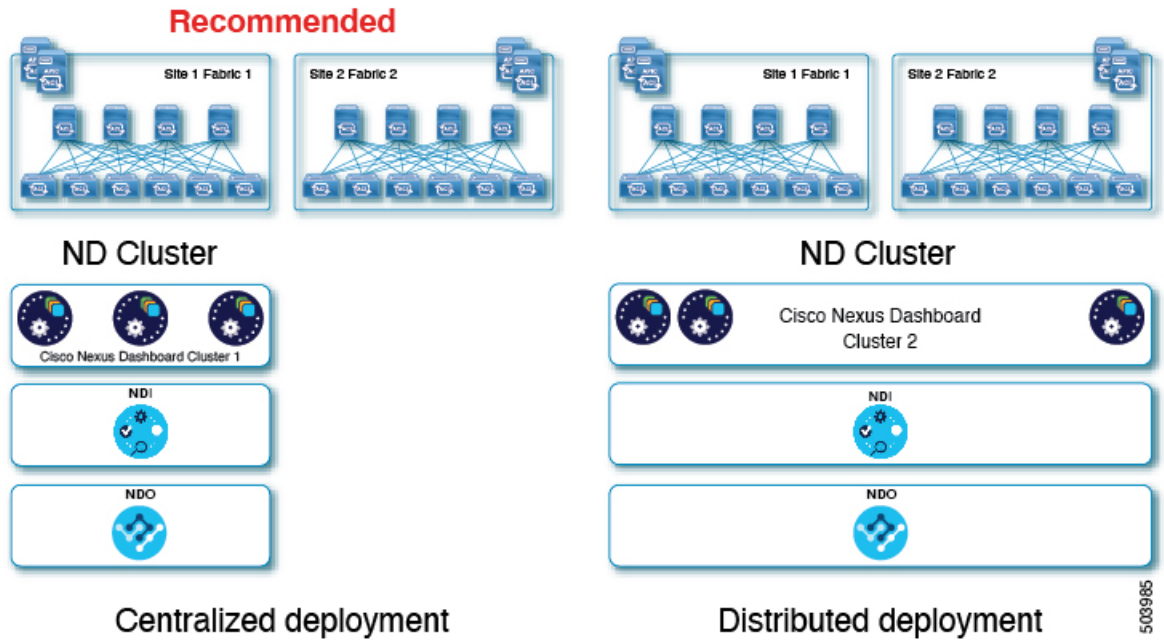 Recommended
Site 1 Fabric 1
Site 2 Fabric 2
ND Cluster
Cisco Nexus Dashboard Cluster 1
NDI
NDO
Centralized deployment
Site 1 Fabric 1
Site 2 Fabric 2
ND Cluster
Cisco Nexus Dashboard
Cluster 2
NDI
NDO
Distributed deployment
503985